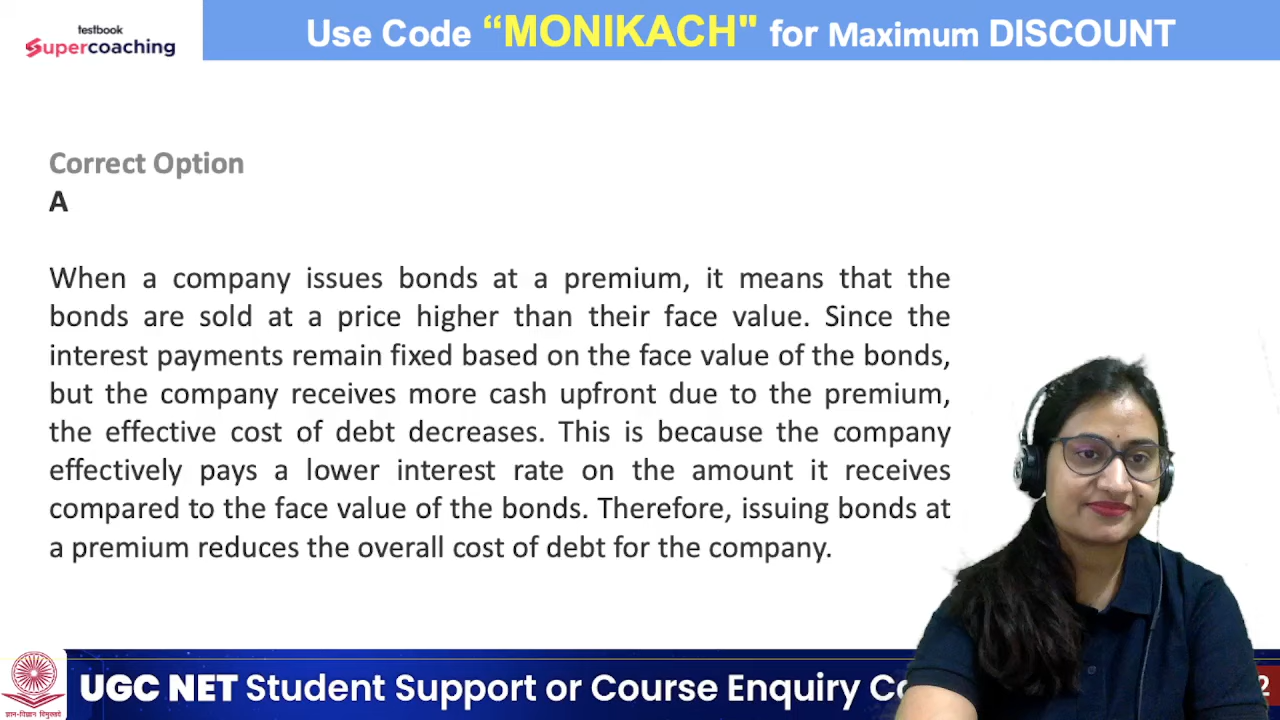 testbook
Supercoaching
Use Code “MONIKACH" for Maximum DISCOUNT
Correct Option
A
When a company issues bonds at a premium, it means that the
bonds are sold at a price higher than their face value. Since the
interest payments remain fixed based on the face value of the bonds,
but the company receives more cash upfront due to the premium,
the effective cost of debt decreases. This is because the company
effectively pays a lower interest rate on the amount it receives
compared to the face value of the bonds. Therefore, issuing bonds at
a premium reduces the overall cost of debt for the company.
ज्ञान-विज्ञान विमुक्तये
UGC NET Student Support or Course Enquiry
2